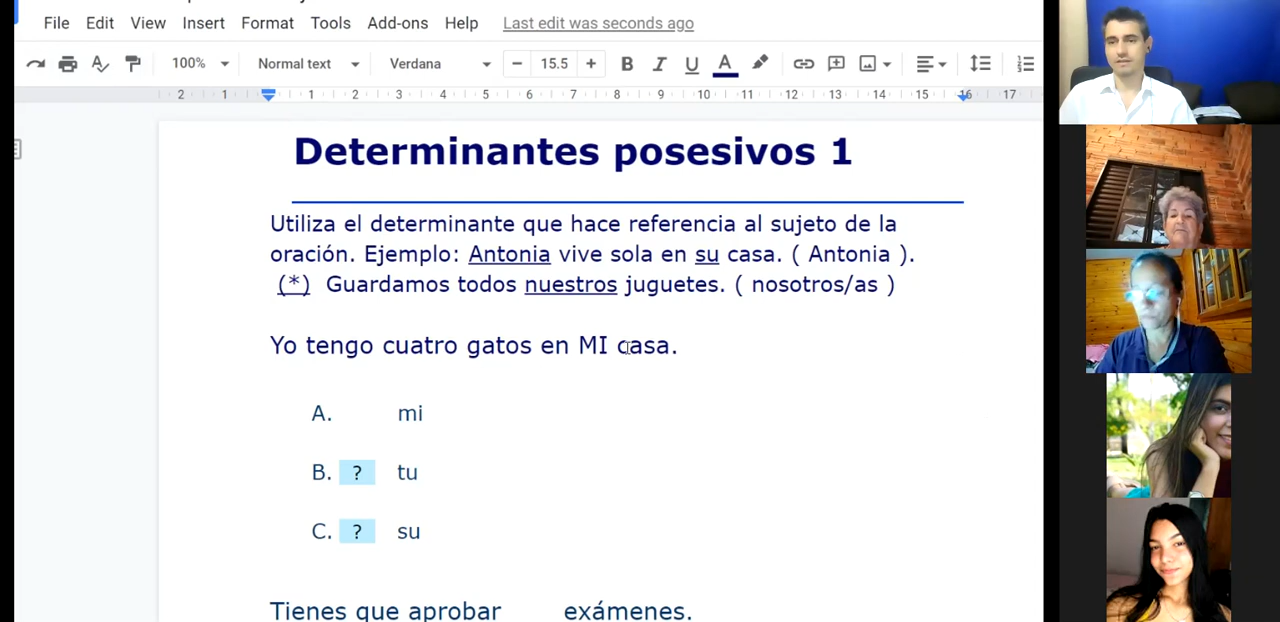 File Edit View Insert Format Tools Add-ons Help Last edit was seconds ago
100% Normal text Verdana − 15.5 + B I U A
2 1 1 2 3 4 5 6 7 8 9 10 11 12 13 14 15 16 17
Determinantes posesivos 1
Utiliza el determinante que hace referencia al sujeto de la
oración. Ejemplo: Antonia vive sola en su casa. ( Antonia ).
(*) Guardamos todos nuestros juguetes. ( nosotros/as )
Yo tengo cuatro gatos en MI casa.
A. mi
B. ? tu
C. ? su
Tienes que aprobar exámenes.